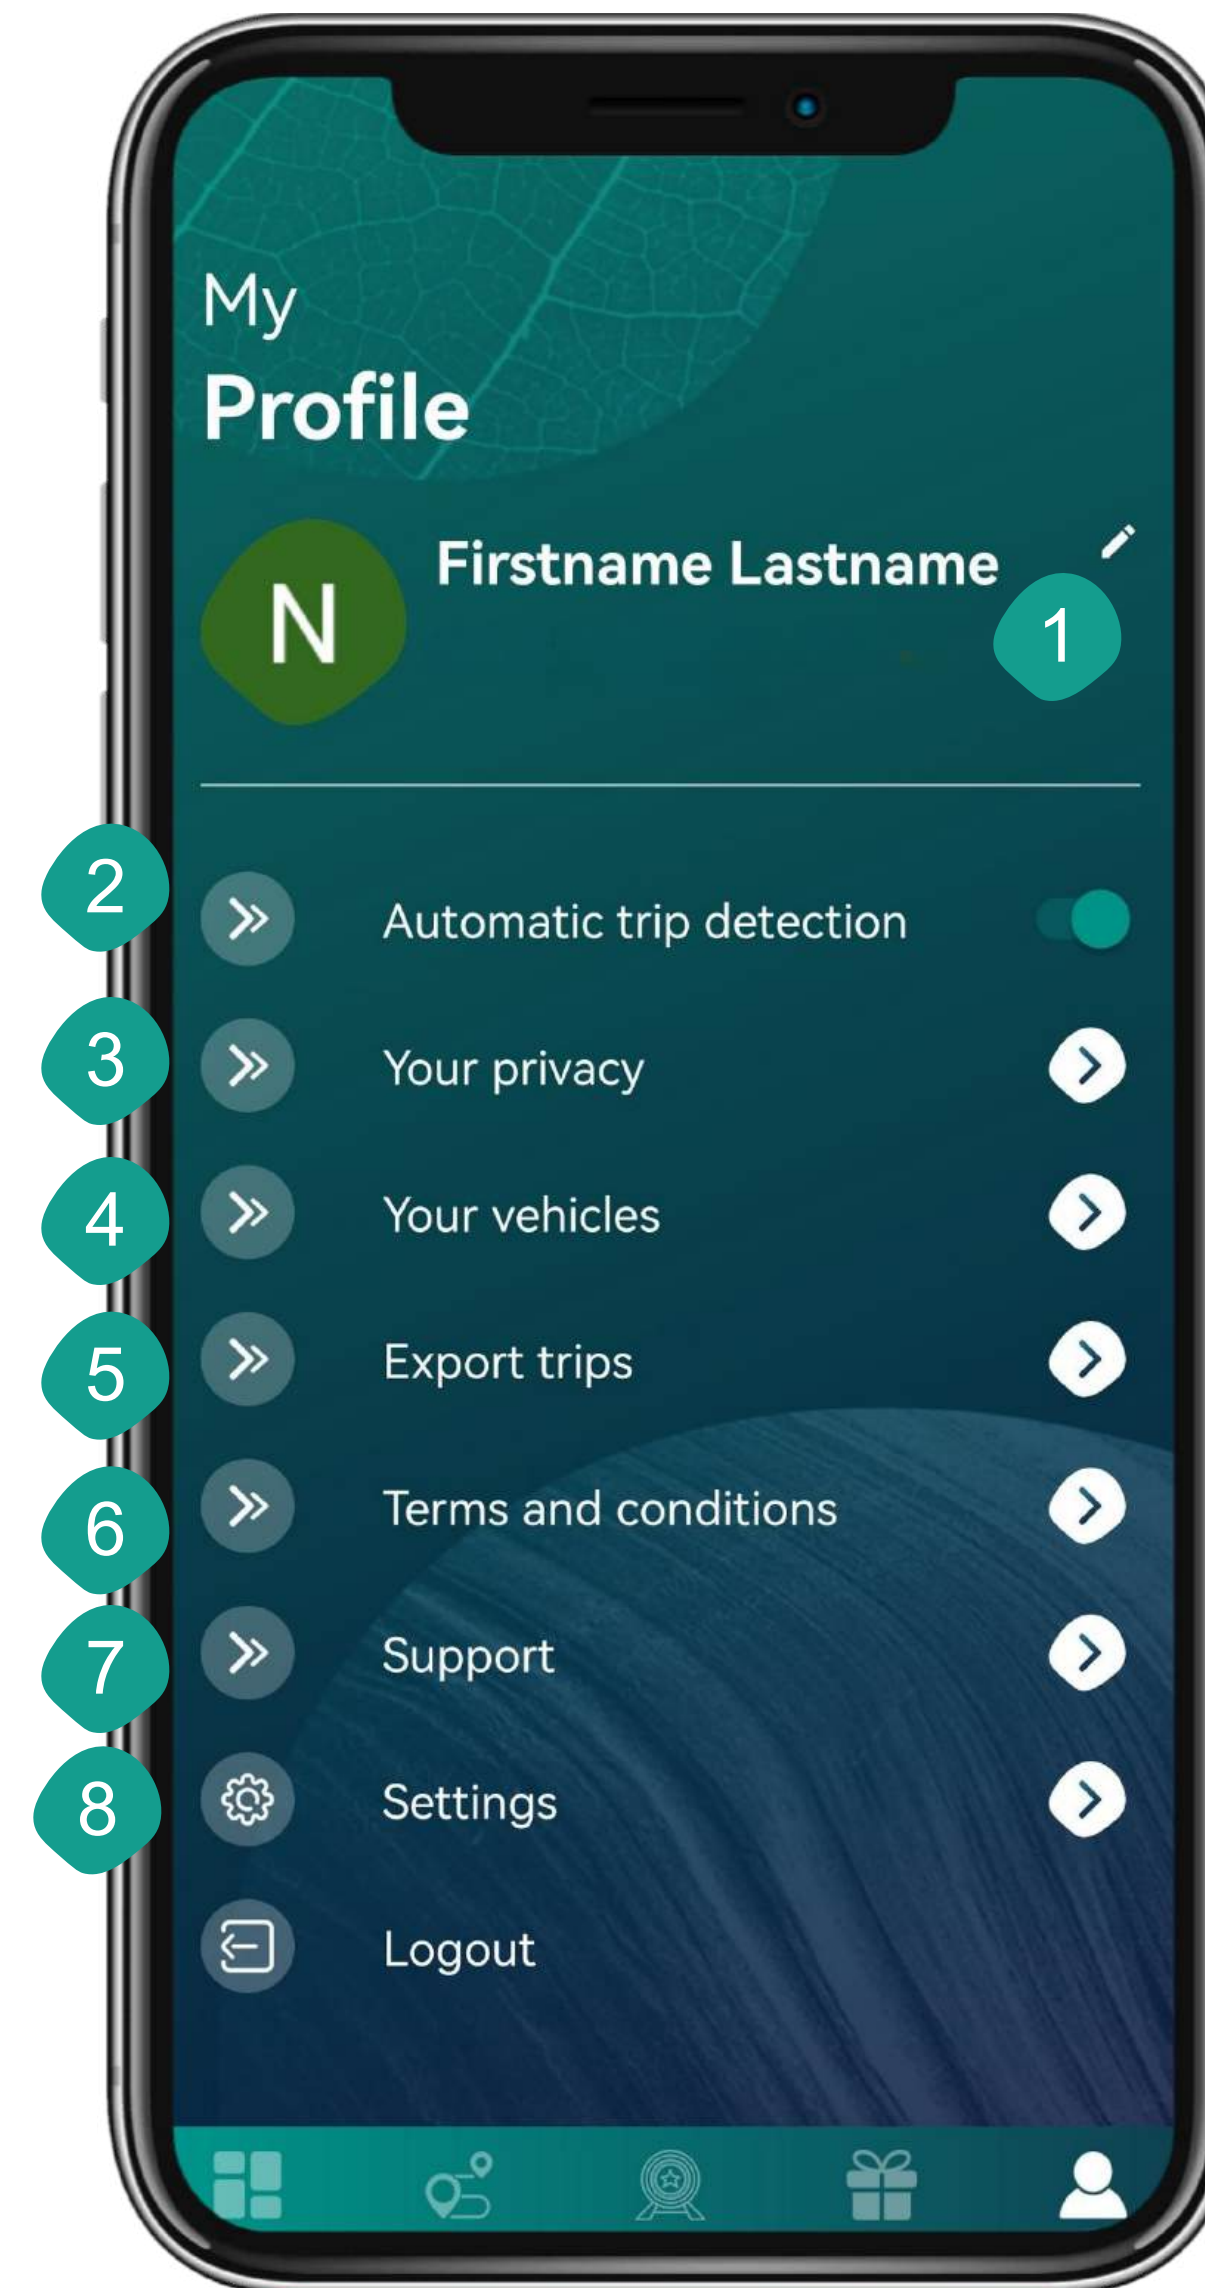 My
Profile
N
Firstname Lastname
1
2
Automatic trip detection
3
Your privacy
4
Your vehicles
5
Export trips
6
Terms and conditions
7
Support
8
Settings
Logout